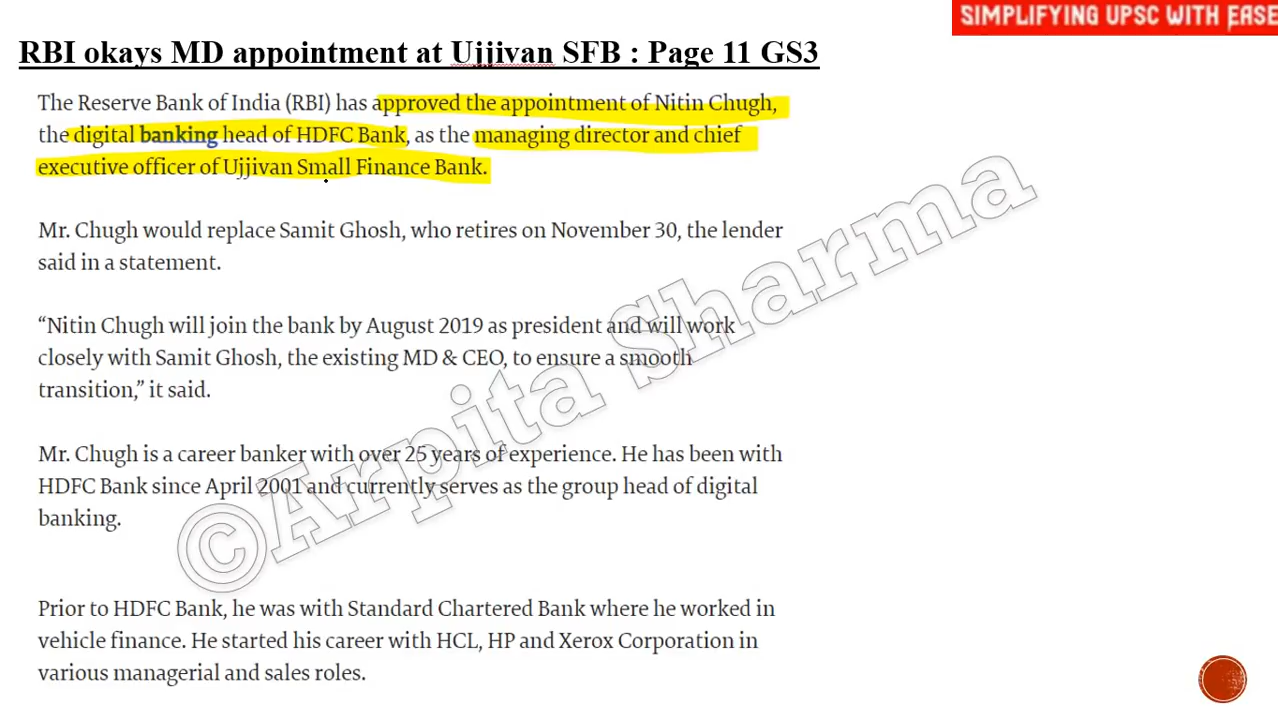 SIMPLIFYING UPSC WITH EASE
RBI okays MD appointment at Ujjivan SFB : Page 11 GS3
The Reserve Bank of India (RBI) has approved the appointment of Nitin Chugh,
the digital banking head of HDFC Bank, as the managing director and chief
executive officer of Ujjivan Small Finance Bank.
Mr. Chugh would replace Samit Ghosh, who retires on November 30, the lender
said in a statement.
“Nitin Chugh will join the bank by August 2019 as president and will work
closely with Samit Ghosh, the existing MD & CEO, to ensure a smooth
transition,” it said.
Mr. Chugh is a career banker with over 25 years of experience. He has been with
HDFC Bank since April 2001 and currently serves as the group head of digital
banking.
Prior to HDFC Bank, he was with Standard Chartered Bank where he worked in
vehicle finance. He started his career with HCL, HP and Xerox Corporation in
various managerial and sales roles.
©Arpita Sharma